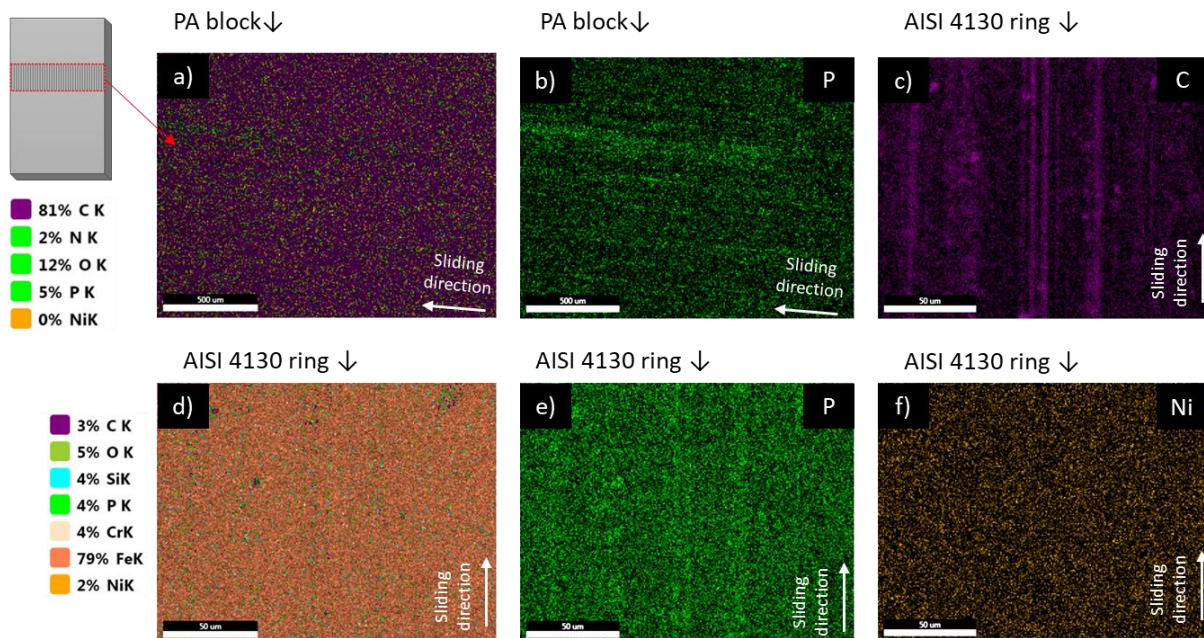 PA block↓
PA block↓
AISI 4130 ring ↓
a)
b)
P
c)
C
81% C K
2% N K
12% O K
5% P K
0% NiK
500 um
Sliding
direction
500 um
Sliding
direction
50 um
Sliding
direction
AISI 4130 ring ↓
AISI 4130 ring ↓
AISI 4130 ring ↓
d)
e)
P
f)
Ni
3% C K
5% O K
4% SiK
4% P K
4% CrK
79% FeK
2% NiK
50 um
Sliding
direction
50 um
Sliding
direction
50 um
Sliding
direction